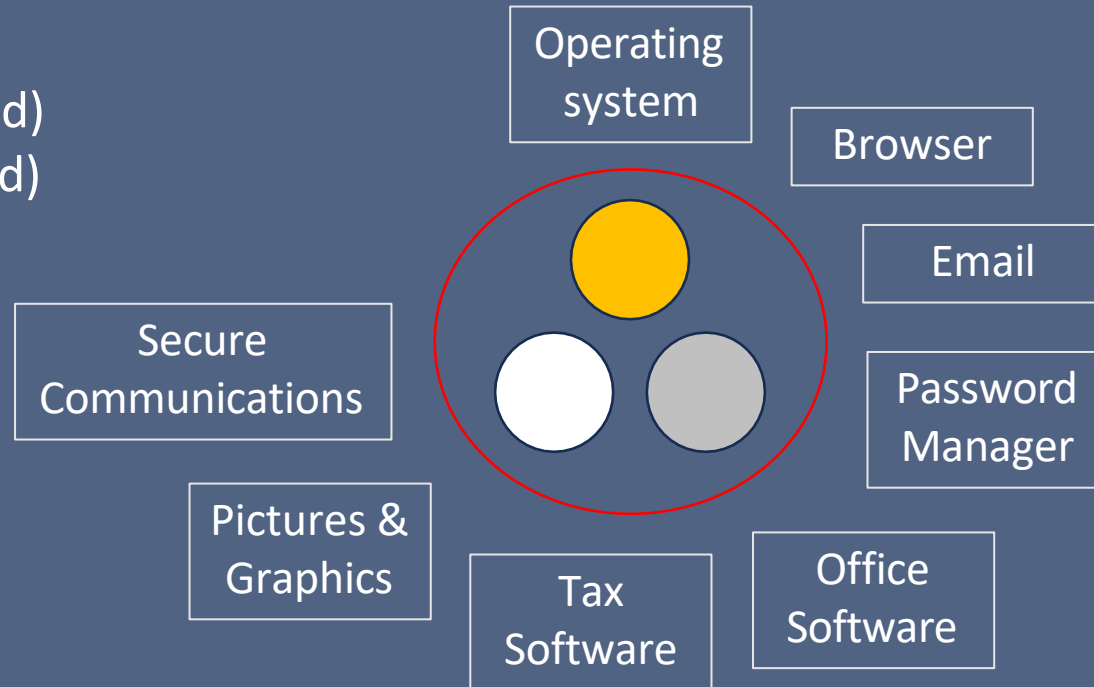 d)
d)
Operating
system
Browser
Email
Secure
Communications
Password
Manager
Pictures &
Graphics
Tax
Software
Office
Software